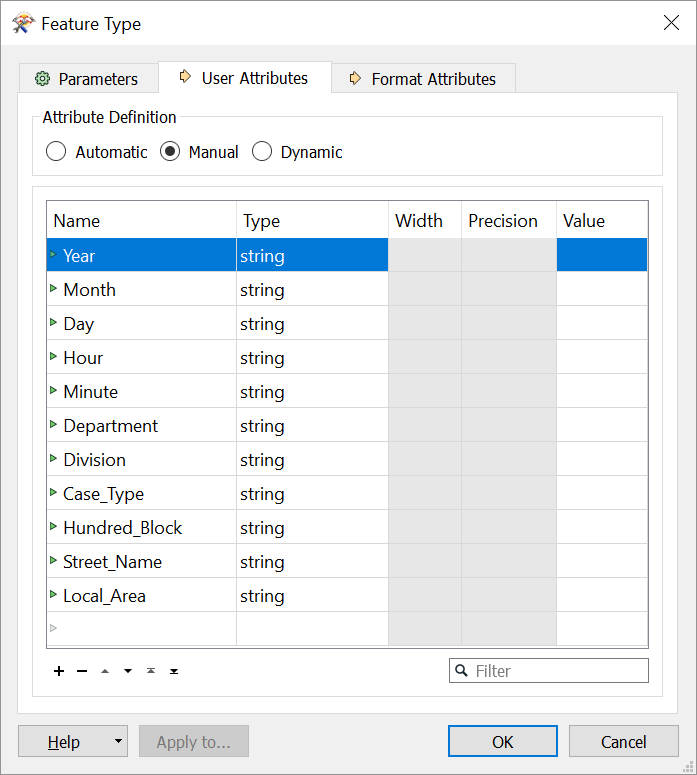 Feature Type
Parameters User Attributes Format Attributes
Attribute Definition
Automatic Manual Dynamic
Name Type Width Precision Value
Year string
Month string
Day string
Hour string
Minute string
Department string
Division string
Case_Type string
Hundred_Block string
Street_Name string
Local_Area string
Filter
Help Apply to... OK Cancel